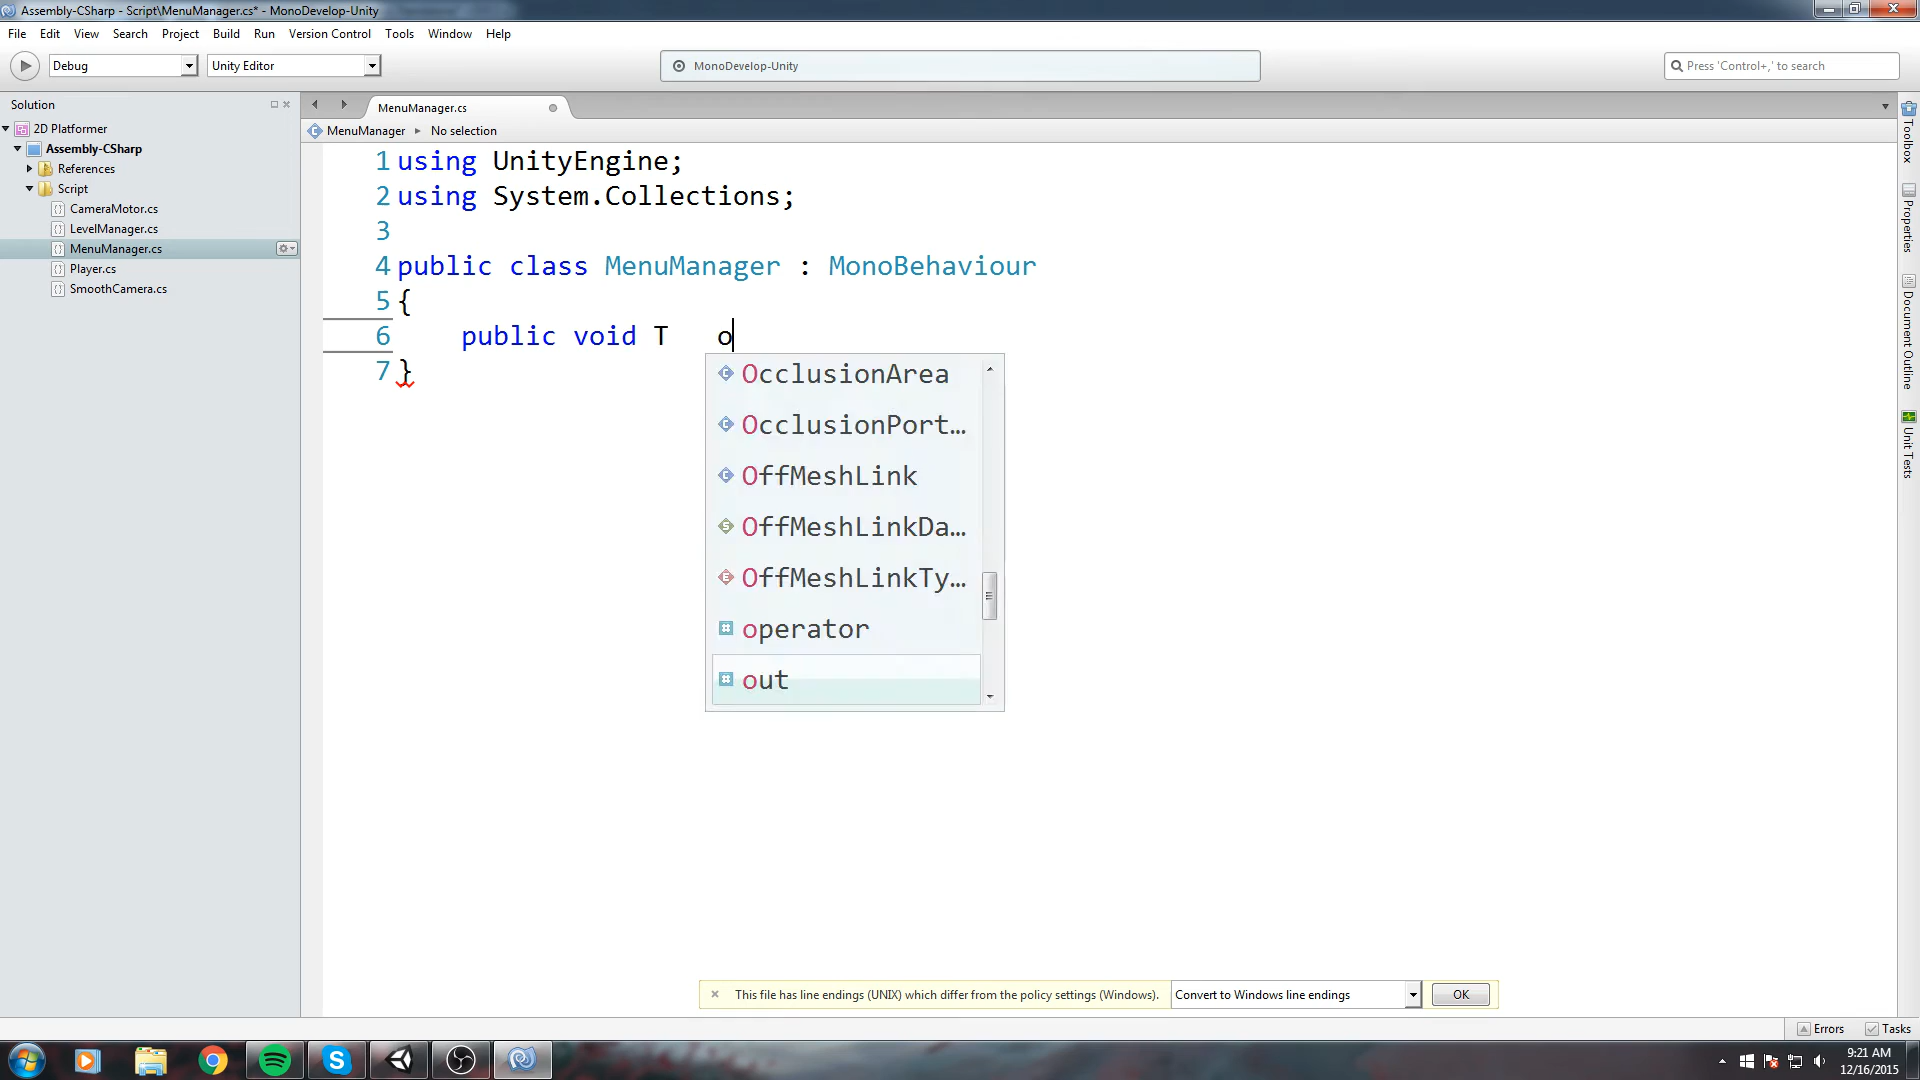 Assembly-CSharp - Script\MenuManager.cs* - MonoDevelop-Unity
File Edit View Search Project Build Run Version Control Tools Window Help
Debug Unity Editor MonoDevelop-Unity Press 'Control+,' to search
Solution
2D Platformer
Assembly-CSharp
References
Script
CameraMotor.cs
LevelManager.cs
MenuManager.cs
Player.cs
SmoothCamera.cs
MenuManager.cs
MenuManager No selection
1 using UnityEngine;
2 using System.Collections;
3
4 public class MenuManager : MonoBehaviour
5 {
6 public void T o
7 }
OcclusionArea
OcclusionPort...
OffMeshLink
OffMeshLinkDa...
OffMeshLinkTy...
operator
out
Toolbox
Properties
Document Outline
Unit Tests
This file has line endings (UNIX) which differ from the policy settings (Windows). Convert to Windows line endings OK
Errors Tasks
9:21 AM
12/16/2015